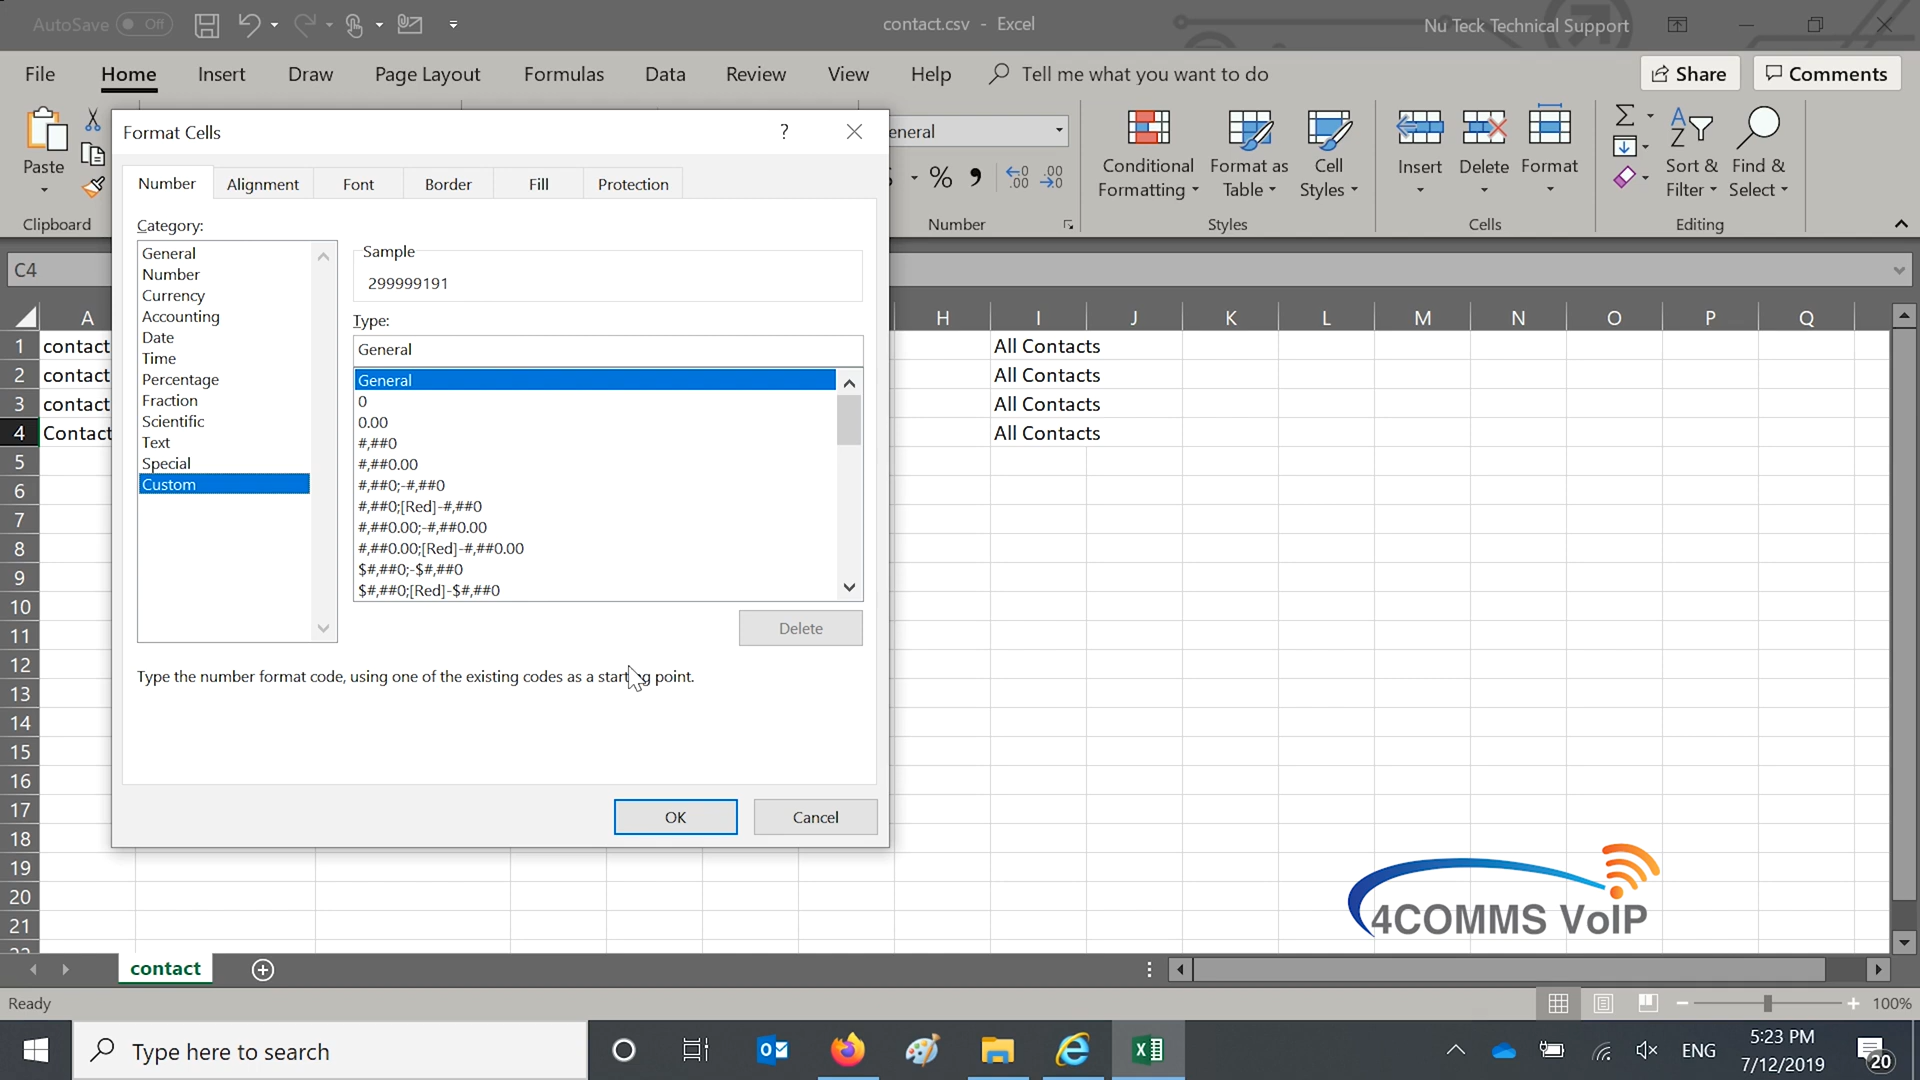 AutoSave Off
contact.csv - Excel
Nu Teck Technical Support
File Home Insert Draw Page Layout Formulas Data Review View Help Tell me what you want to do
Share Comments
Paste
Clipboard
Format Cells
?
Number Alignment Font Border Fill Protection
Category:
General
Number
Currency
Accounting
Date
Time
Percentage
Fraction
Scientific
Text
Special
Custom
Sample
299999191
Type:
General
General
0
0.00
#,##0
#,##0.00
#,##0;-#,##0
#,##0;[Red]-#,##0
#,##0.00;-#,##0.00
#,##0.00;[Red]-#,##0.00
$#,##0;-$#,##0
$#,##0;[Red]-$#,##0
Delete
Type the number format code, using one of the existing codes as a starting point.
OK Cancel
eneral
% , .00 .00
Number
Conditional Formatting
Format as Table
Cell Styles
Styles
Insert Delete Format
Cells
Sort & Filter
Find & Select
Editing
C4
A H I J K L M N O P Q
1 contact All Contacts
2 contact All Contacts
3 contact All Contacts
4 Contact All Contacts
5
6
7
8
9
10
11
12
13
14
15
16
17
18
19
20
21
4COMMS VoIP
contact
Ready
100%
Type here to search
ENG
5:23 PM
7/12/2019
20